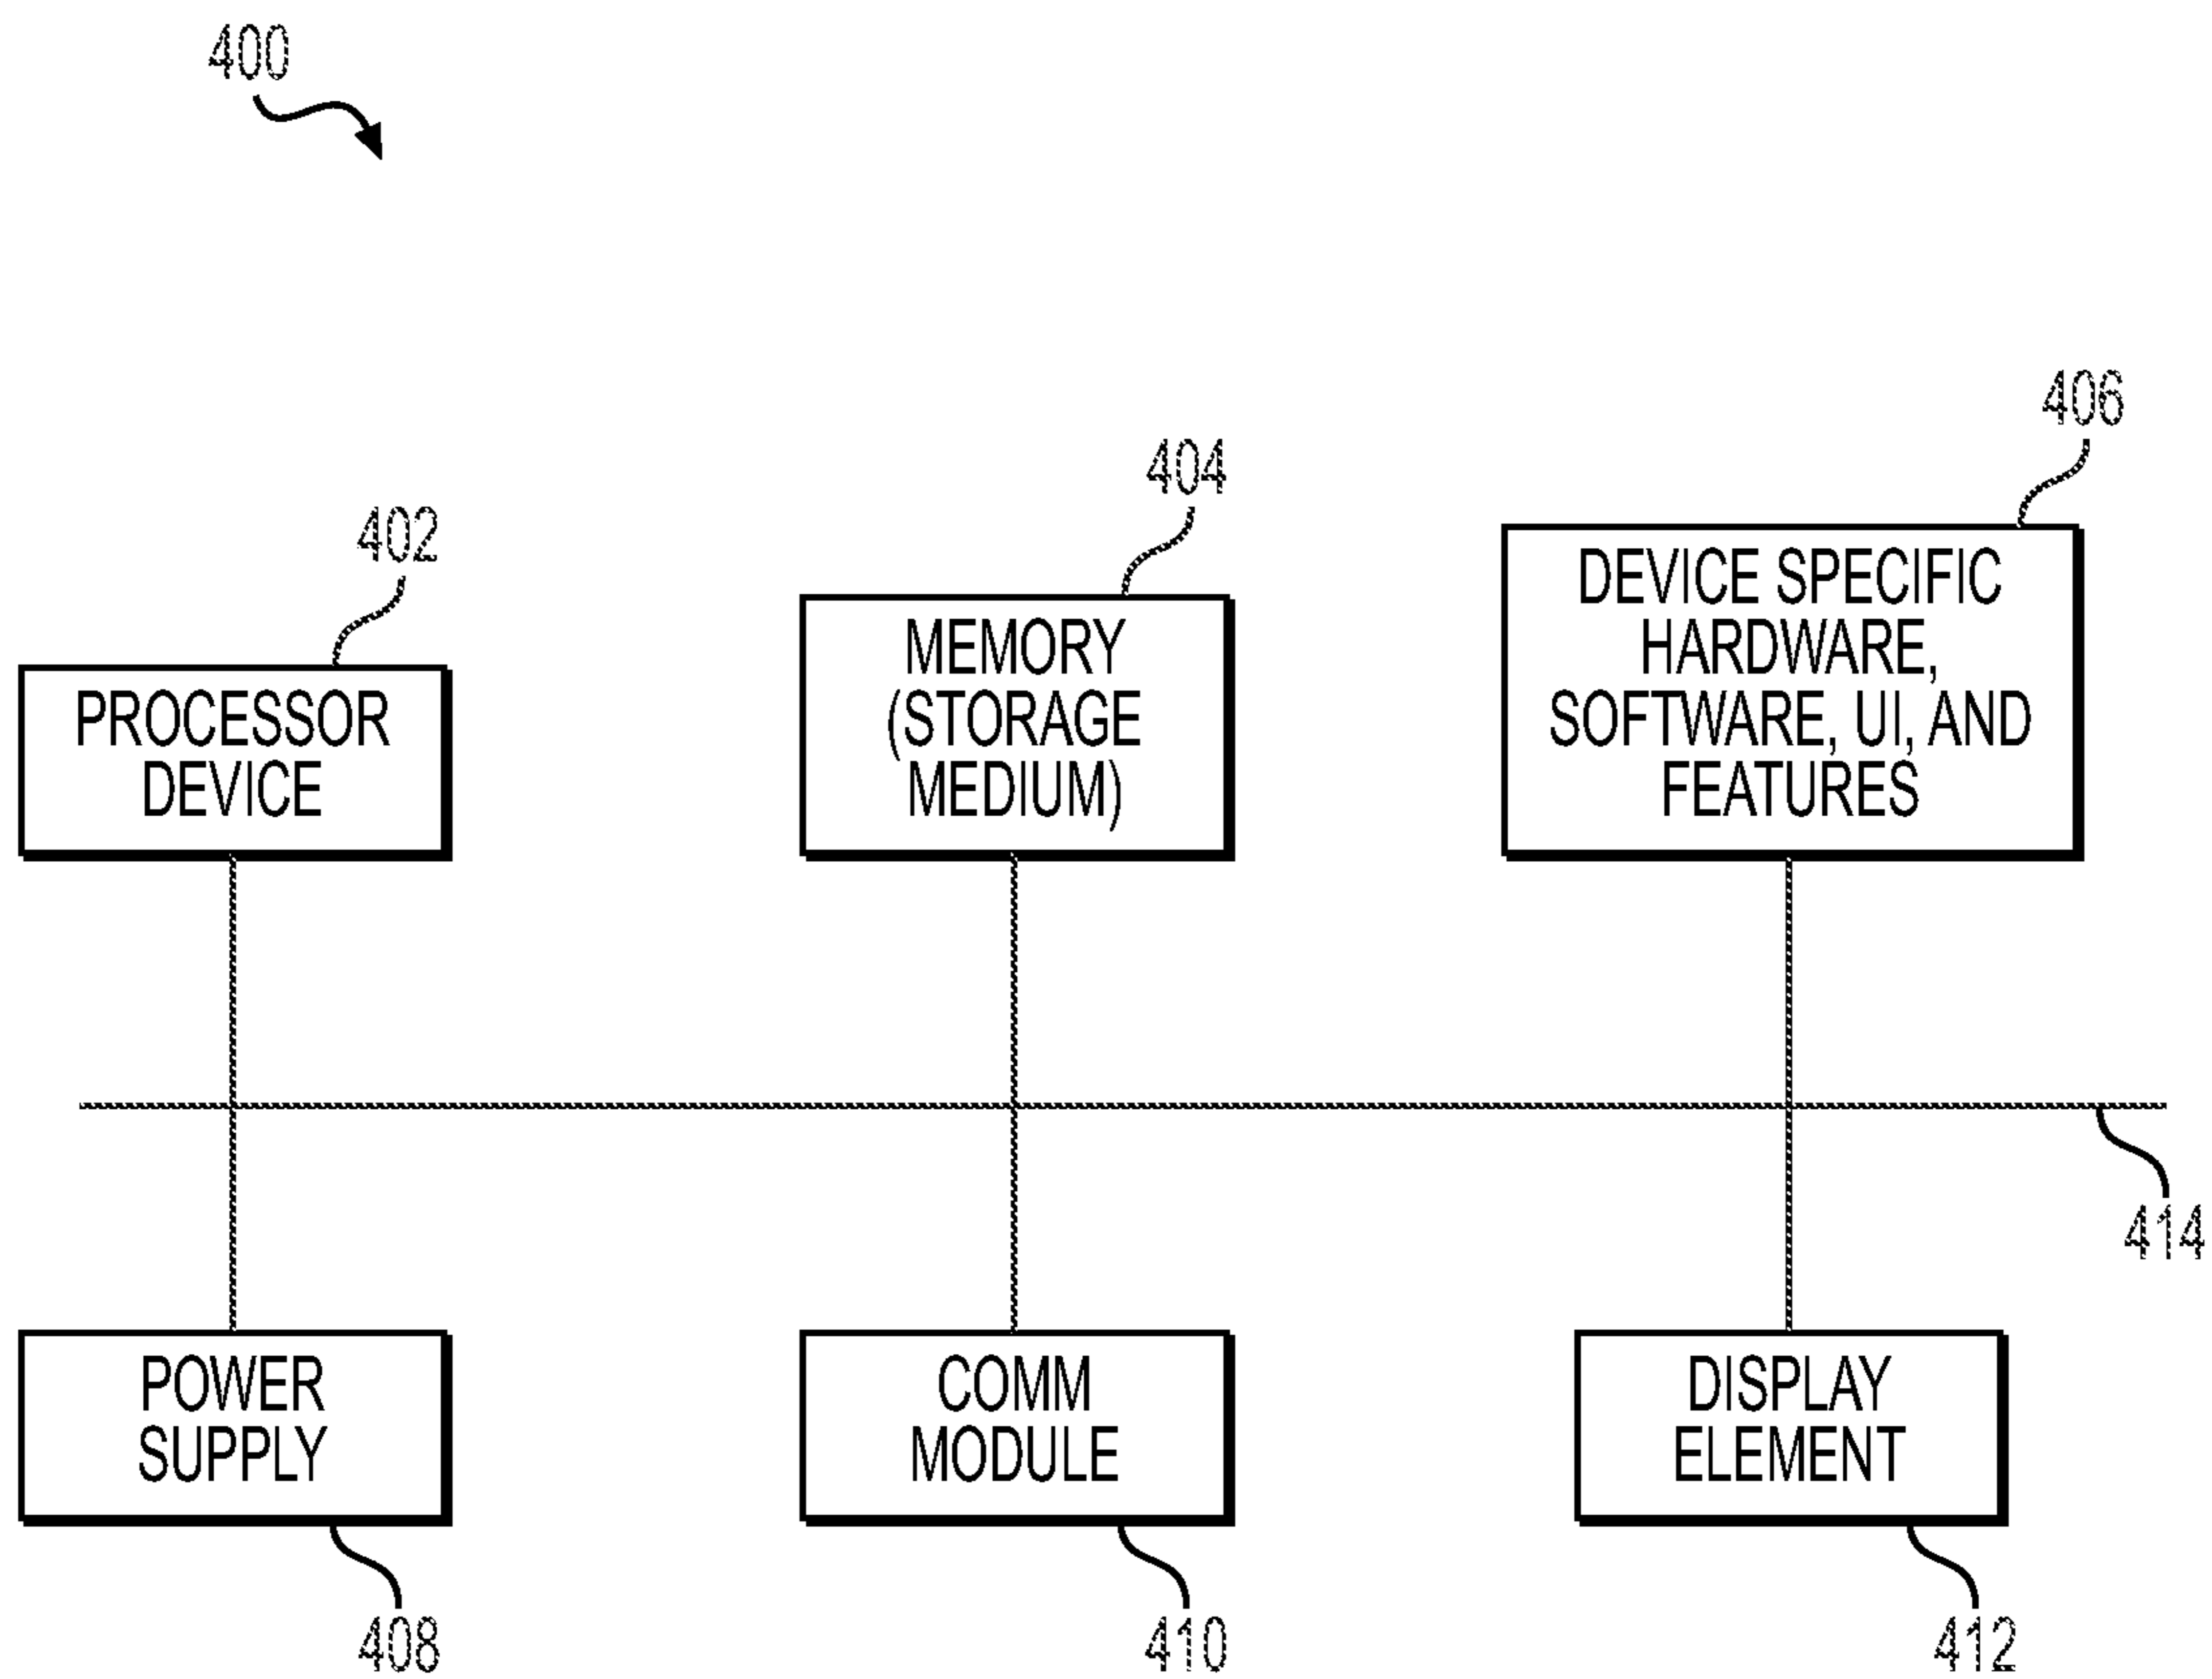 400
406
404
402
DEVICE SPECIFIC
HARDWARE,
SOFTWARE, UI, AND
FEATURES
MEMORY
(STORAGE
MEDIUM)
PROCESSOR
DEVICE
414
POWER
SUPPLY
COMM
MODULE
DISPLAY
ELEMENT
408
410
412